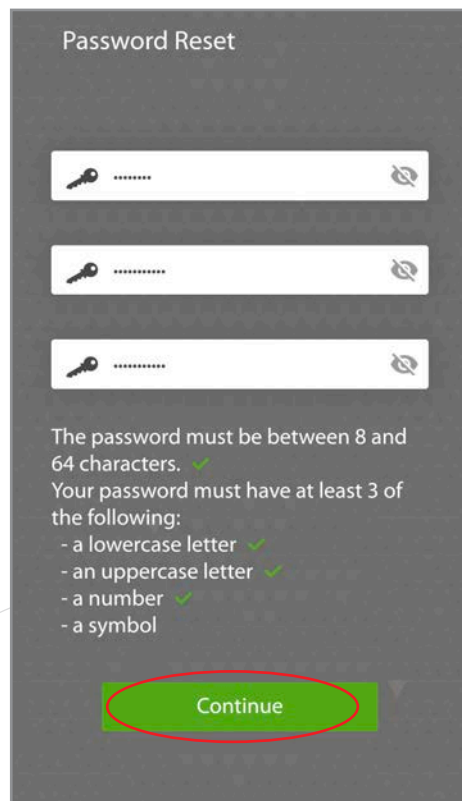 Password Reset
........
...........
...........
The password must be between 8 and
64 characters.
Your password must have at least 3 of
the following:
- a lowercase letter
- an uppercase letter
- a number
- a symbol
Continue